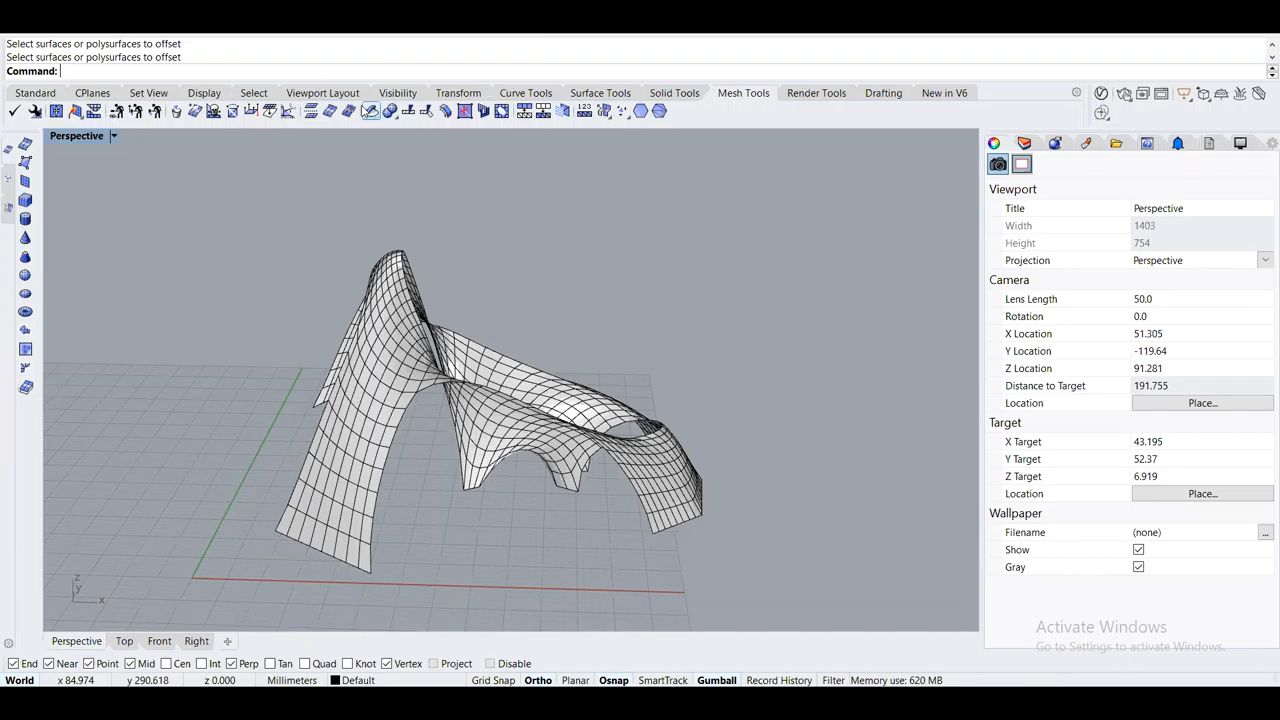 Select surfaces or polysurfaces to offset
Select surfaces or polysurfaces to offset
Command:
Standard CPlanes Set View Display Select Viewport Layout Visibility Transform Curve Tools Surface Tools Solid Tools Mesh Tools Render Tools Drafting New in V6
Perspective
Viewport
Title Perspective
Width 1403
Height 754
Projection Perspective
Camera
Lens Length 50.0
Rotation 0.0
X Location 51.305
Y Location -119.64
Z Location 91.281
Distance to Target 191.755
Location Place...
Target
X Target 43.195
Y Target 52.37
Z Target 6.919
Location Place...
Wallpaper
Filename (none) ...
Show
Gray
Activate Windows
Go to Settings to activate Windows.
z
y
x
Perspective Top Front Right
End Near Point Mid Cen Int Perp Tan Quad Knot Vertex Project Disable
World x 84.974 y 290.618 z 0.000 Millimeters Default Grid Snap Ortho Planar Osnap SmartTrack Gumball Record History Filter Memory use: 620 MB